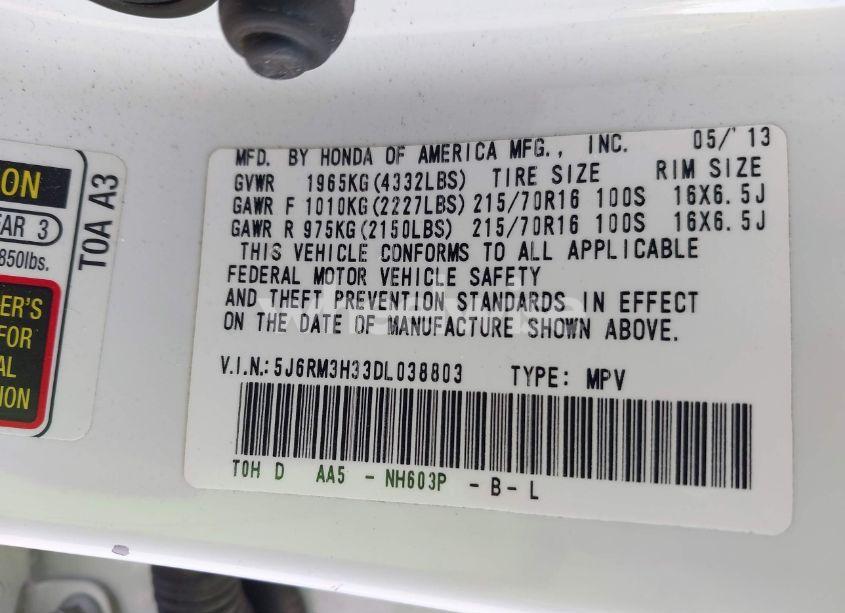 ON
EAR 3
850lbs.
ER'S
FOR
AL
ION
T0A A3
MFD. BY HONDA OF AMERICA MFG., INC. 05/'13
GVWR 1965KG(4332LBS) TIRE SIZE RIM SIZE
GAWR F 1010KG(2227LBS) 215/70R16 100S 16X6.5J
GAWR R 975KG(2150LBS) 215/70R16 100S 16X6.5J
THIS VEHICLE CONFORMS TO ALL APPLICABLE
FEDERAL MOTOR VEHICLE SAFETY
AND THEFT PREVENTION STANDARDS IN EFFECT
ON THE DATE OF MANUFACTURE SHOWN ABOVE.
V.I.N.: 5J6RM3H33DL038803 TYPE: MPV
T0H D AA5 - NH603P - B - L